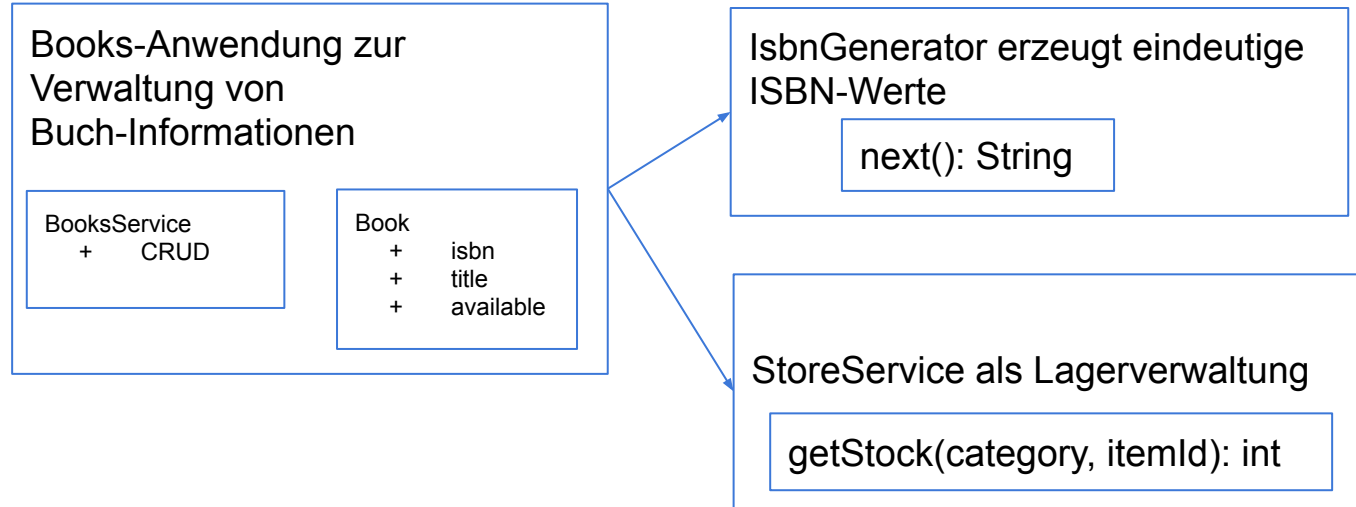 Books-Anwendung zur
Verwaltung von
Buch-Informationen
BooksService
+ CRUD
Book
+ isbn
+ title
+ available
IsbnGenerator erzeugt eindeutige
ISBN-Werte
next(): String
StoreService als Lagerverwaltung
getStock(category, itemId): int